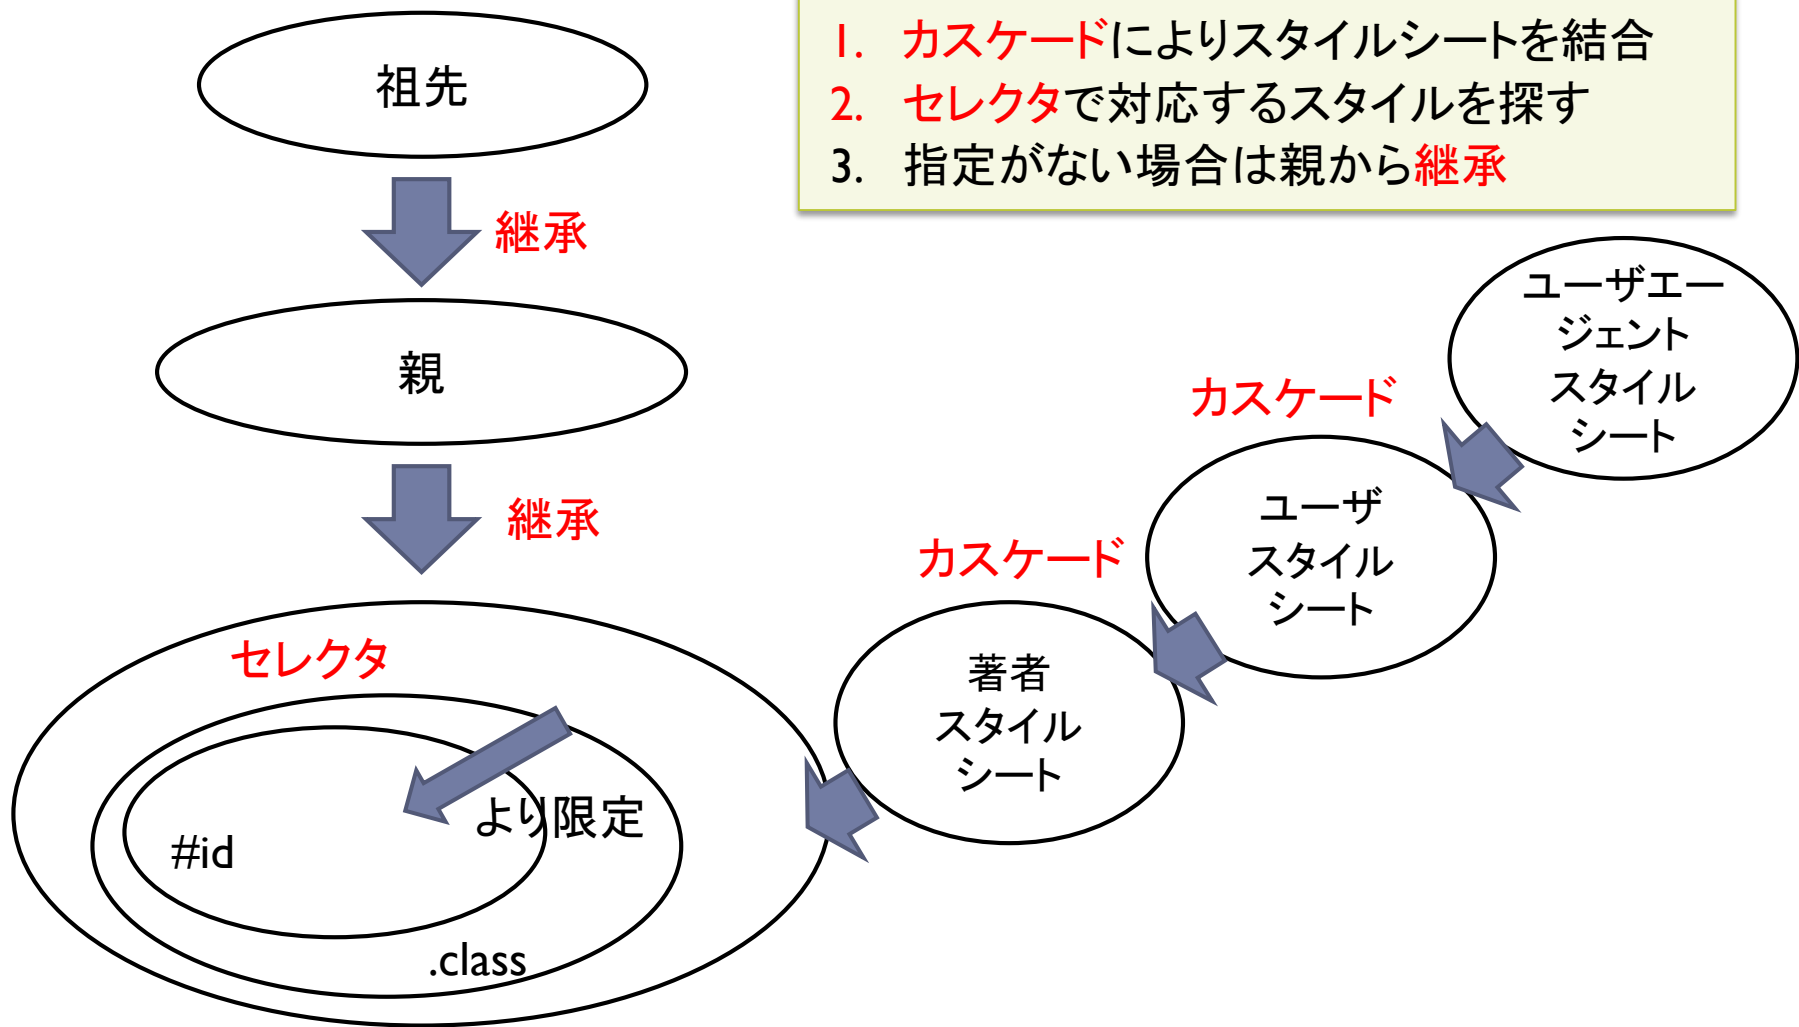 1. カスケードによりスタイルシートを結合
2. セレクタで対応するスタイルを探す
3. 指定がない場合は親から継承
祖先
継承
親
継承
セレクタ
より限定
#id
.class
ユーザエー
ジェント
スタイル
シート
カスケード
ユーザ
スタイル
シート
カスケード
著者
スタイル
シート